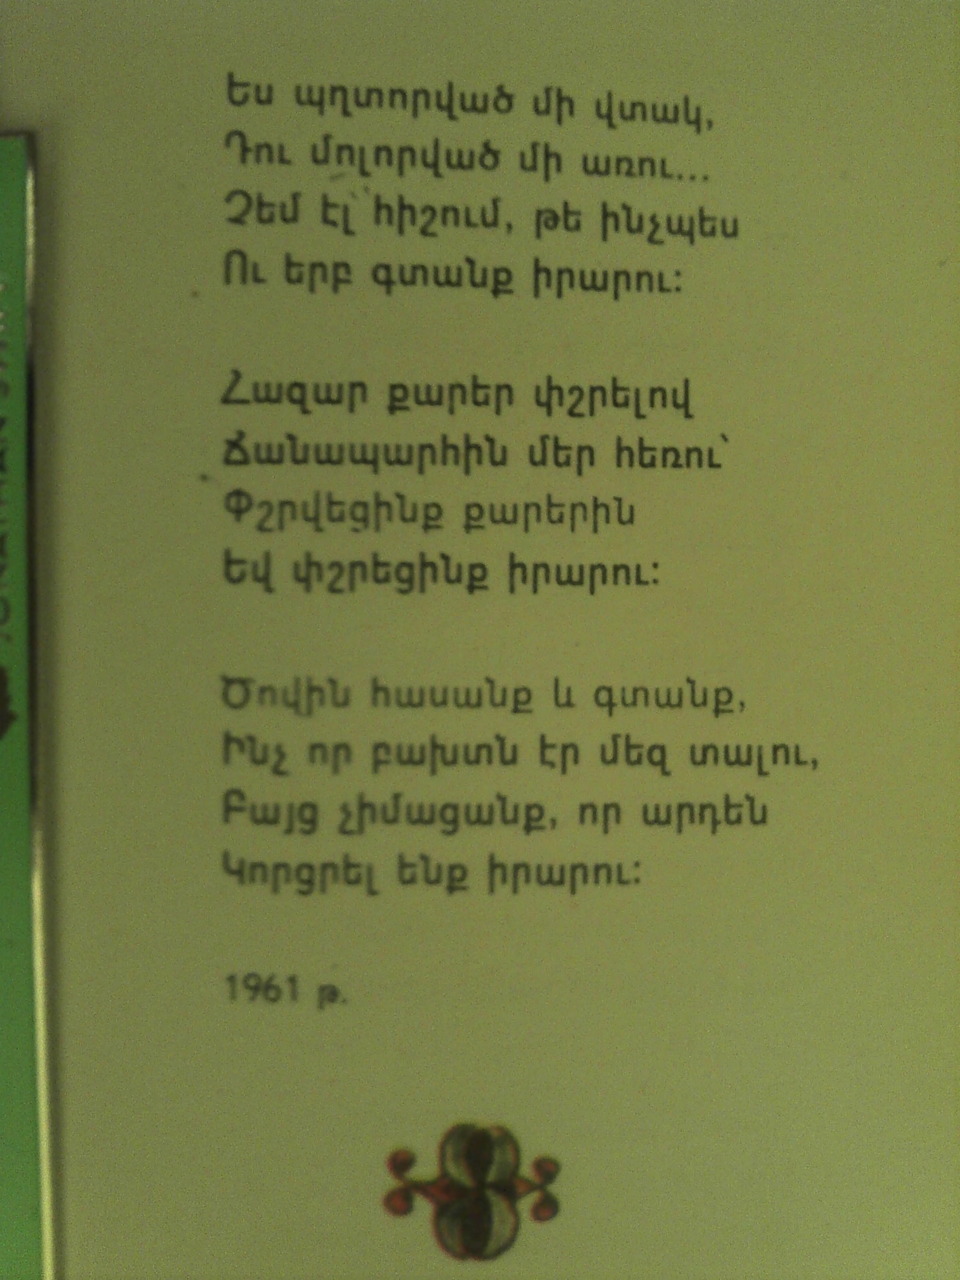 Ես պղտորված մի վտակ,
Դու մոլորված մի առու...
Չեմ էլ հիշում, թե ինչպես
Ու երբ գտանք իրարու:
Հազար քարեր փշրելով
Ճանապարհին մեր հեռու՝
Փշրվեցինք քարերին
Եվ փշրեցինք իրարու:
Ծովին հասանք և գտանք,
Ինչ որ բախտն էր մեզ տալու,
Բայց չիմացանք, որ արդեն
Կորցրել ենք իրարու:
1961 թ.